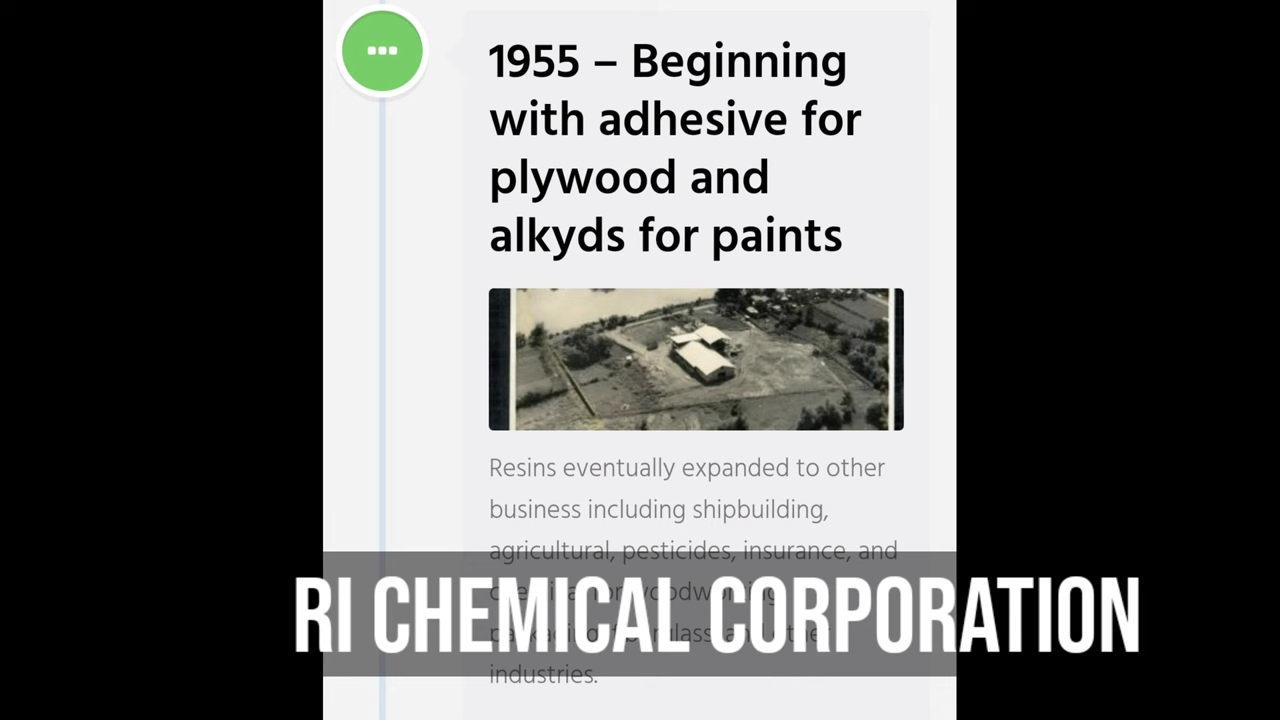 1955 – Beginning
with adhesive for
plywood and
alkyds for paints
Resins eventually expanded to other
business including shipbuilding,
agricultural, pesticides, insurance, and
RI CHEMICAL CORPORATION
industries.